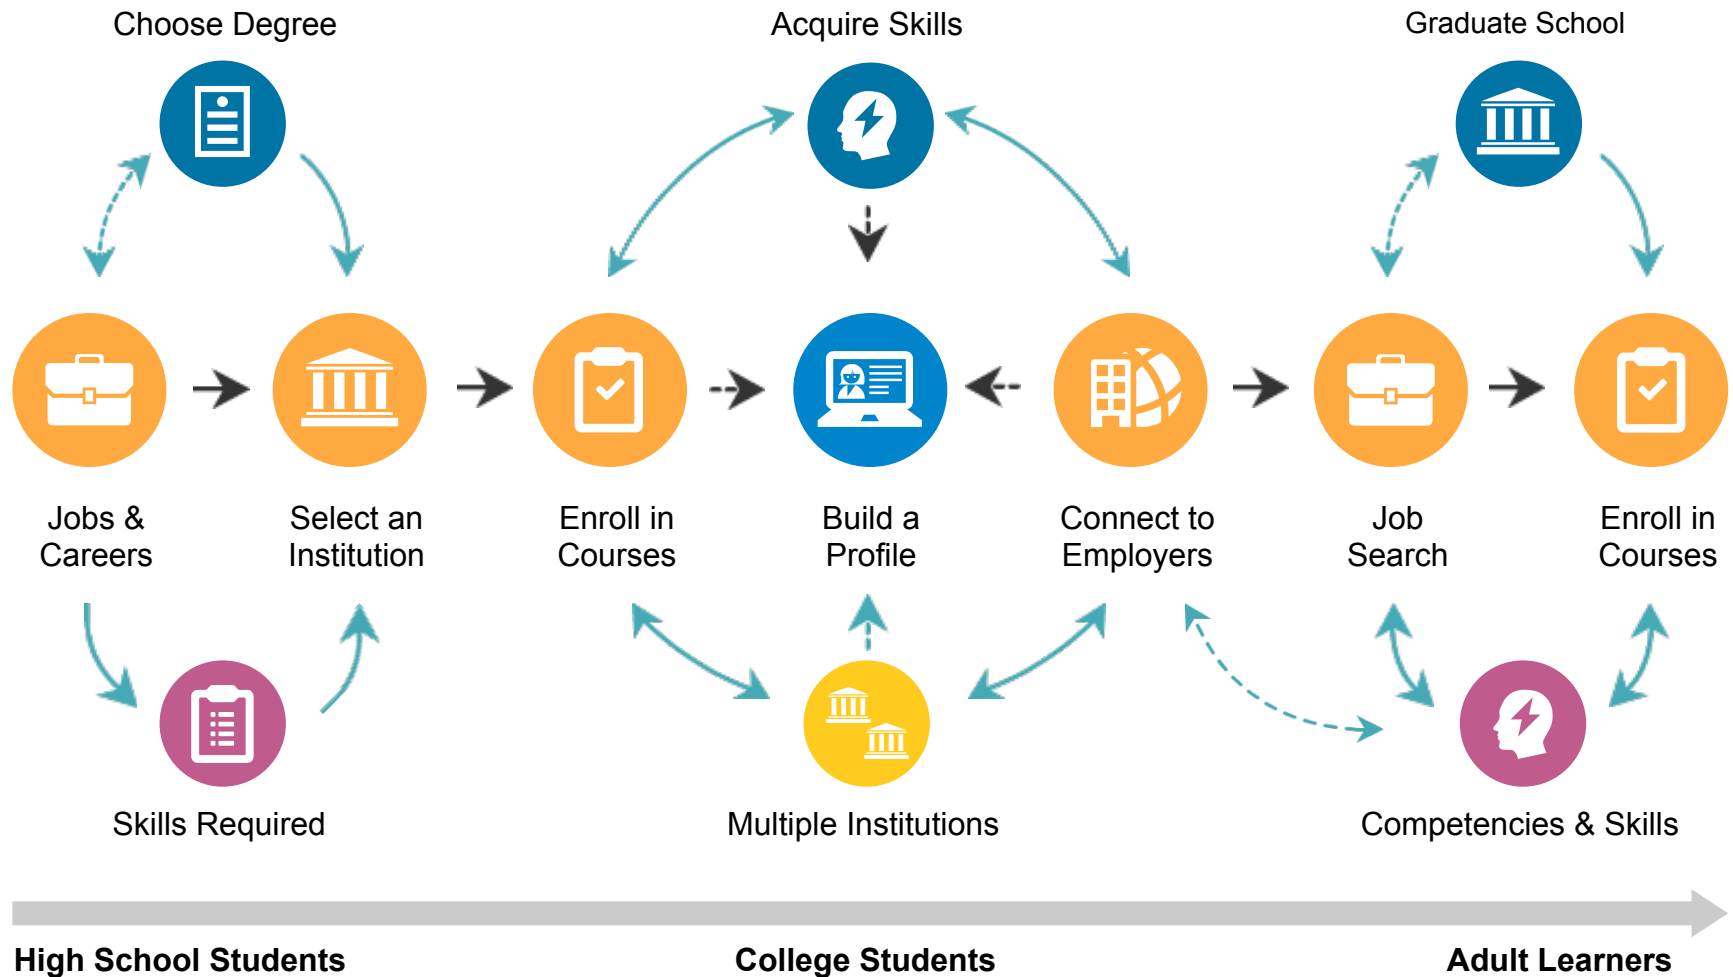 Choose Degree
Acquire Skills
Graduate School
Jobs &
Careers
Select an
Institution
Enroll in
Courses
Build a
Profile
Connect to
Employers
Job
Search
Enroll in
Courses
Skills Required
Multiple Institutions
Competencies & Skills
High School Students
College Students
Adult Learners